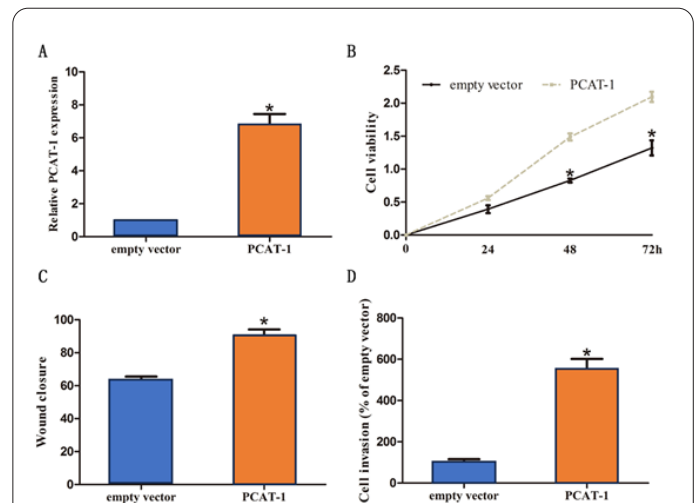 A
Relative PCAT-1 expression
10
8
6
4
2
0
*
empty vector
PCAT-1
B
Cell viability
2.5
2.0
1.5
1.0
0.5
0.0
empty vector
PCAT-1
*
*
0
24
48
72h
C
Wound closure
100
80
60
40
20
0
*
empty vector
PCAT-1
D
Cell invasion (% of empty vector)
800
600
400
200
0
*
empty vector
PCAT-1